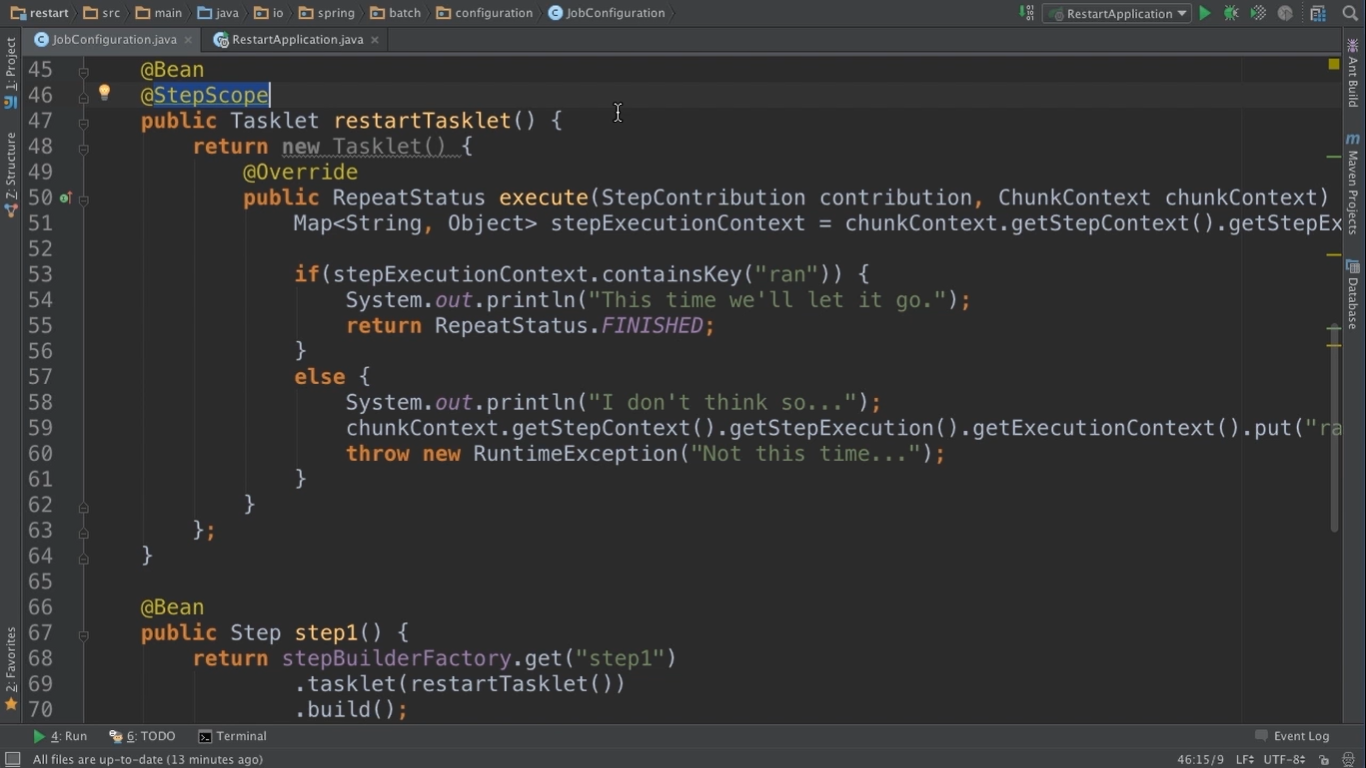 restart src main java io spring batch configuration JobConfiguration RestartApplication
JobConfiguration.java RestartApplication.java
1: Project
7: Structure
2: Favorites
45 @Bean
46 @StepScope
47 public Tasklet restartTasklet() {
48 return new Tasklet() {
49 @Override
50 public RepeatStatus execute(StepContribution contribution, ChunkContext chunkContext)
51 Map<String, Object> stepExecutionContext = chunkContext.getStepContext().getStepEx
52
53 if(stepExecutionContext.containsKey("ran")) {
54 System.out.println("This time we'll let it go.");
55 return RepeatStatus.FINISHED;
56 }
57 else {
58 System.out.println("I don't think so...");
59 chunkContext.getStepContext().getStepExecution().getExecutionContext().put("ra
60 throw new RuntimeException("Not this time...");
61 }
62 }
63 };
64 }
65
66 @Bean
67 public Step step1() {
68 return stepBuilderFactory.get("step1")
69 .tasklet(restartTasklet())
70 .build();
Ant Build
Maven Projects
Database
4: Run 6: TODO Terminal Event Log
All files are up-to-date (13 minutes ago) 46:15/9 LF UTF-8